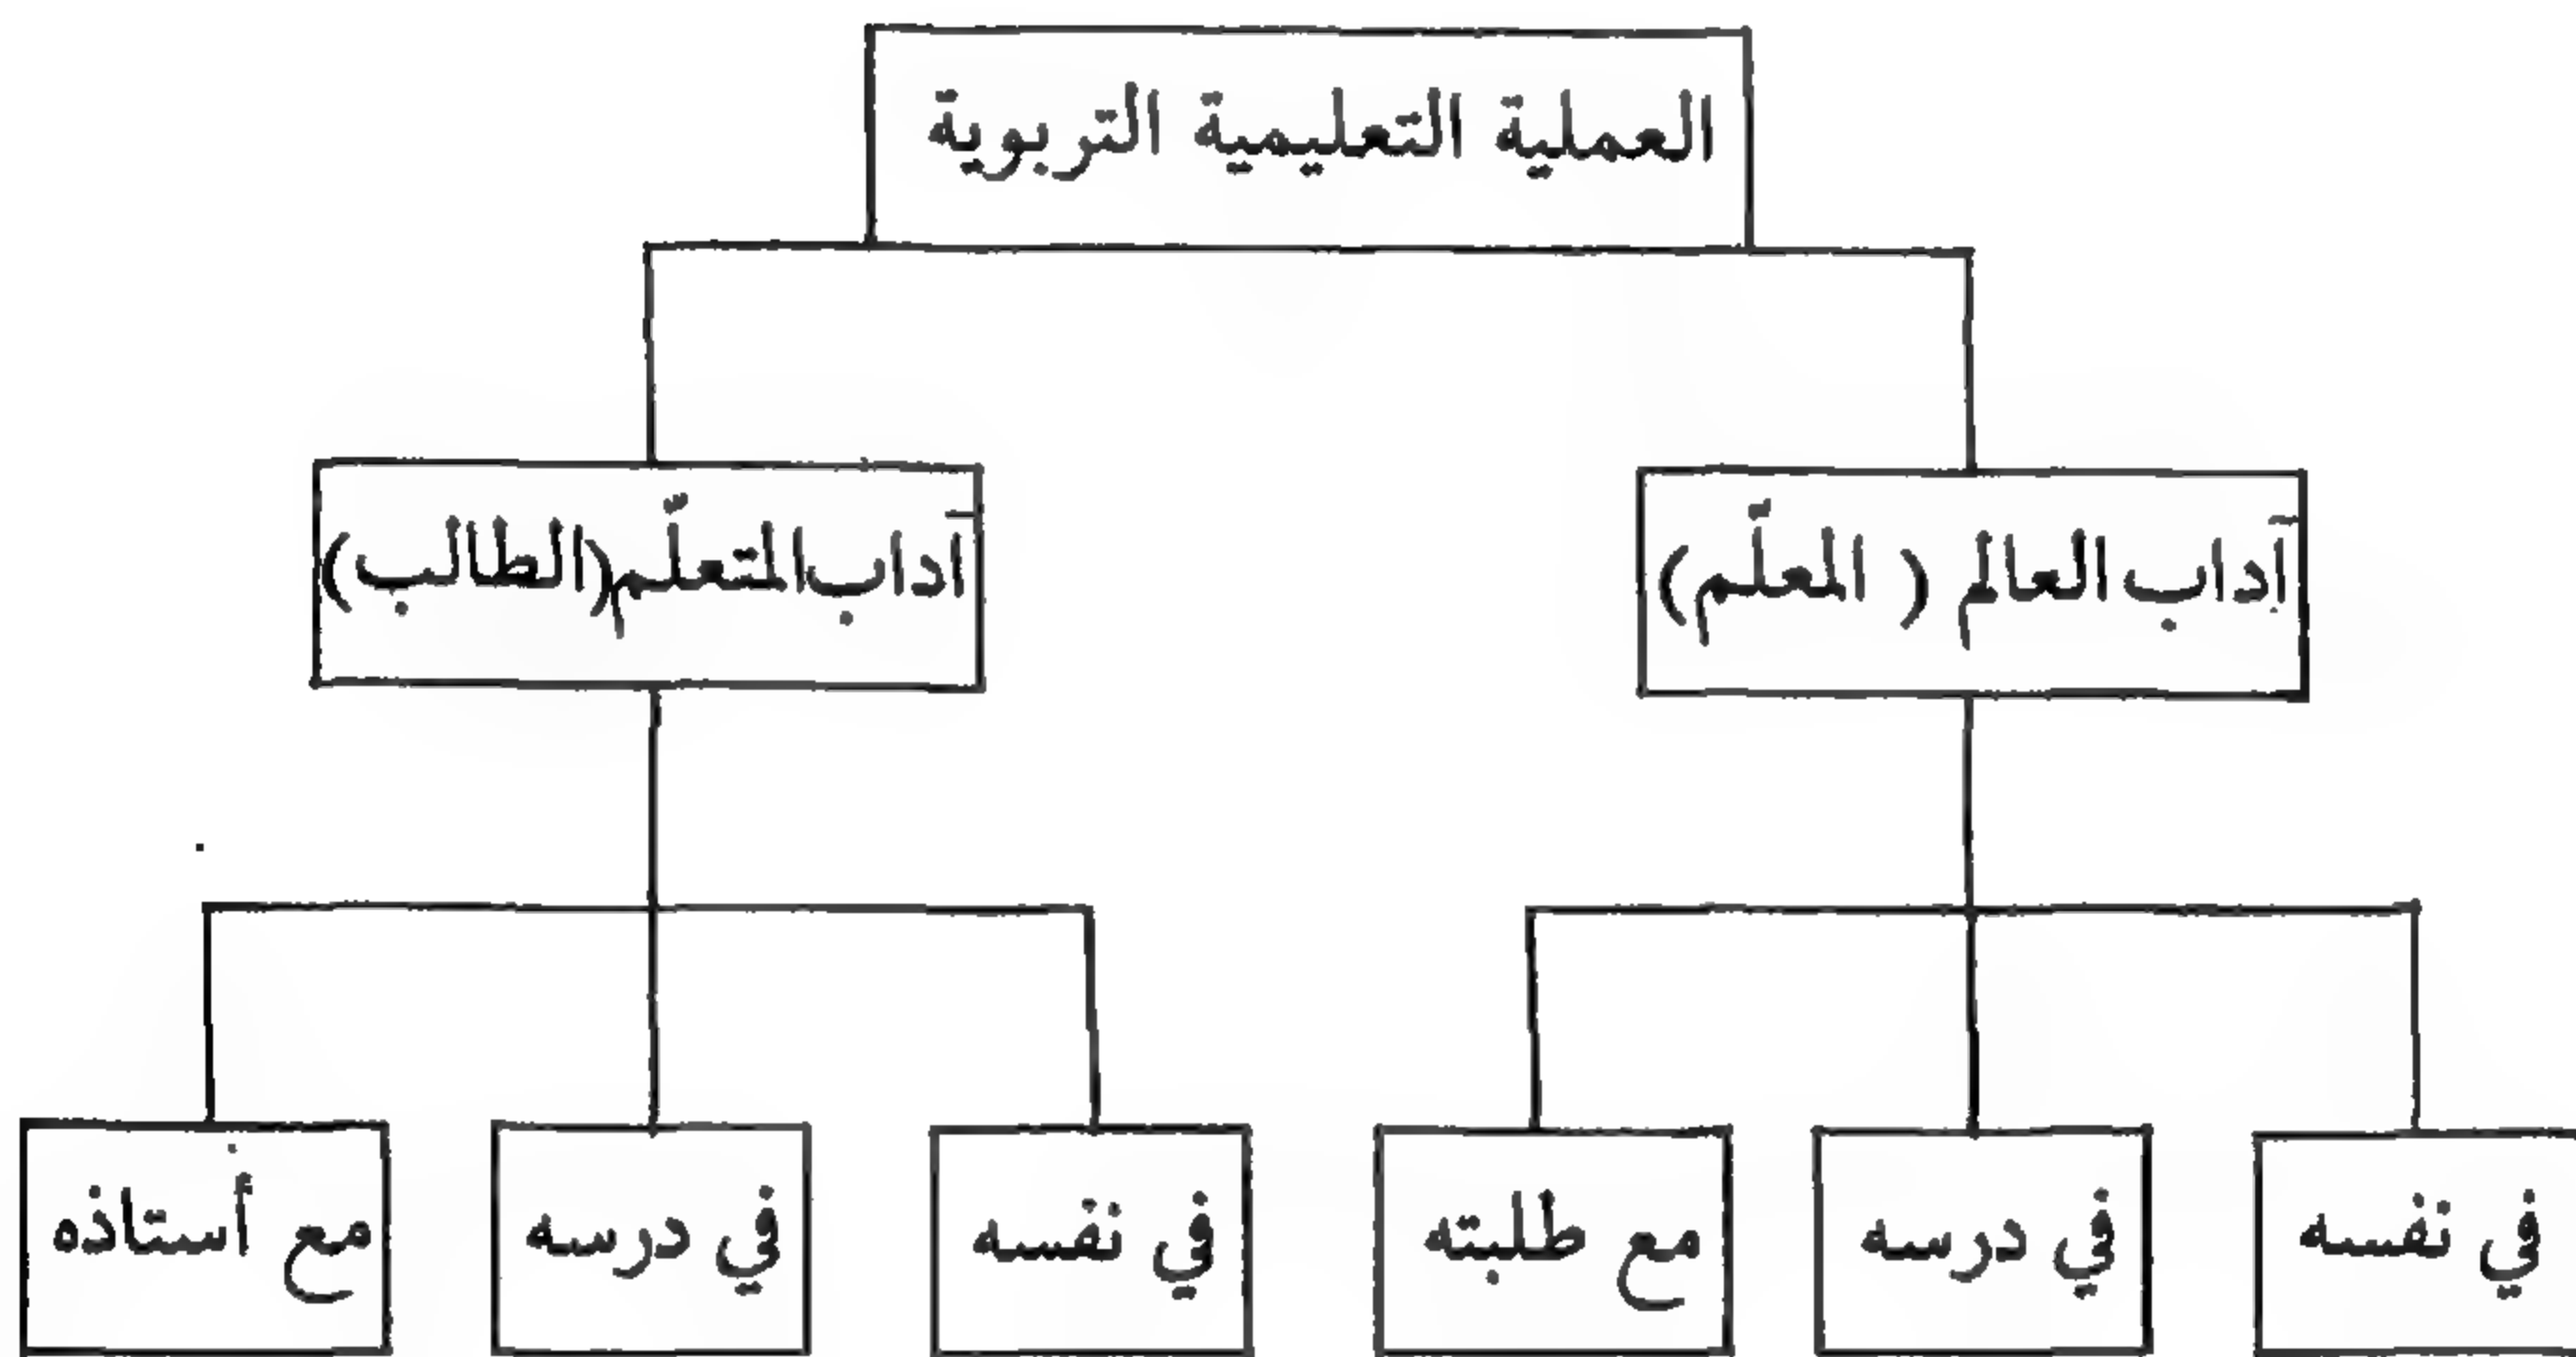 العملية التعليمية التربوية
آداب العالم ( المعلّم)
آداب المتعلّم(الطالب)
في نفسه
في درسه
مع طلبته
في نفسه
في درسه
مع أستاذه